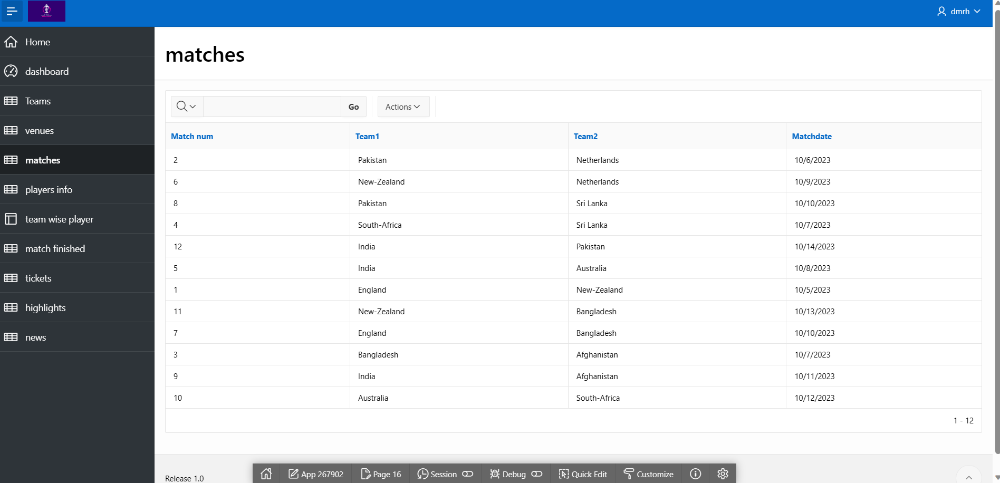 dmrh
Home
dashboard
Teams
venues
matches
players info
team wise player
match finished
tickets
highlights
news
matches
Go
Actions
Match num Team1 Team2 Matchdate
2 Pakistan Netherlands 10/6/2023
6 New-Zealand Netherlands 10/9/2023
8 Pakistan Sri Lanka 10/10/2023
4 South-Africa Sri Lanka 10/7/2023
12 India Pakistan 10/14/2023
5 India Australia 10/8/2023
1 England New-Zealand 10/5/2023
11 New-Zealand Bangladesh 10/13/2023
7 England Bangladesh 10/10/2023
3 Bangladesh Afghanistan 10/7/2023
9 India Afghanistan 10/11/2023
10 Australia South-Africa 10/12/2023
1 - 12
Release 1.0
App 267902 Page 16 Session Debug Quick Edit Customize